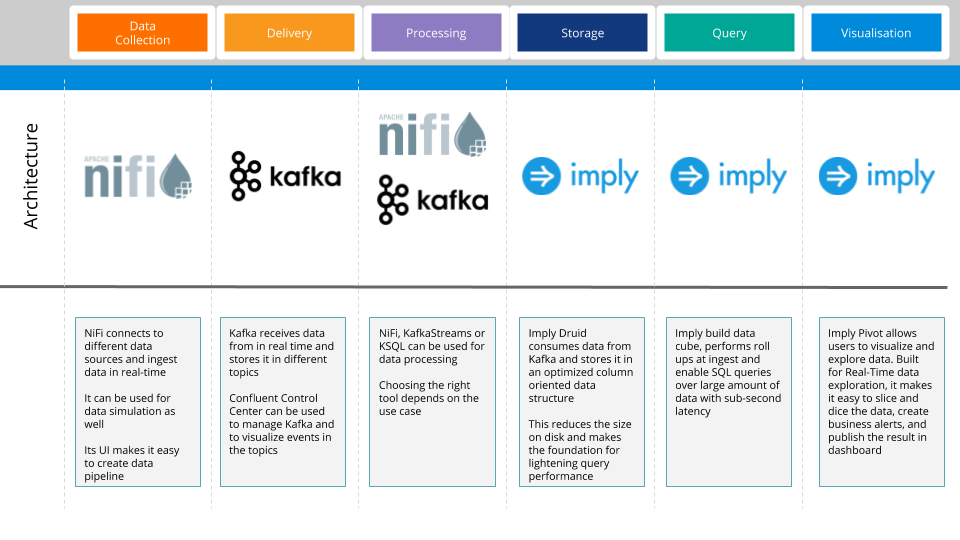 Data
Collection
Delivery
Processing
Storage
Query
Visualisation
Architecture
APACHE
nifi
kafka
APACHE
nifi
kafka
imply
imply
imply
NiFi connects to
different data
sources and ingest
data in real-time
It can be used for
data simulation as
well
Its UI makes it easy
to create data
pipeline
Kafka receives data
from in real time and
stores it in different
topics
Confluent Control
Center can be used
to manage Kafka and
to visualize events in
the topics
NiFi, KafkaStreams or
KSQL can be used for
data processing
Choosing the right
tool depends on the
use case
Imply Druid
consumes data from
Kafka and stores it in
an optimized column
oriented data
structure
This reduces the size
on disk and makes
the foundation for
lightening query
performance
Imply build data
cube, performs roll
ups at ingest and
enable SQL queries
over large amount of
data with sub-second
latency
Imply Pivot allows
users to visualize and
explore data. Built
for Real-Time data
exploration, it makes
it easy to slice and
dice the data, create
business alerts, and
publish the result in
dashboard